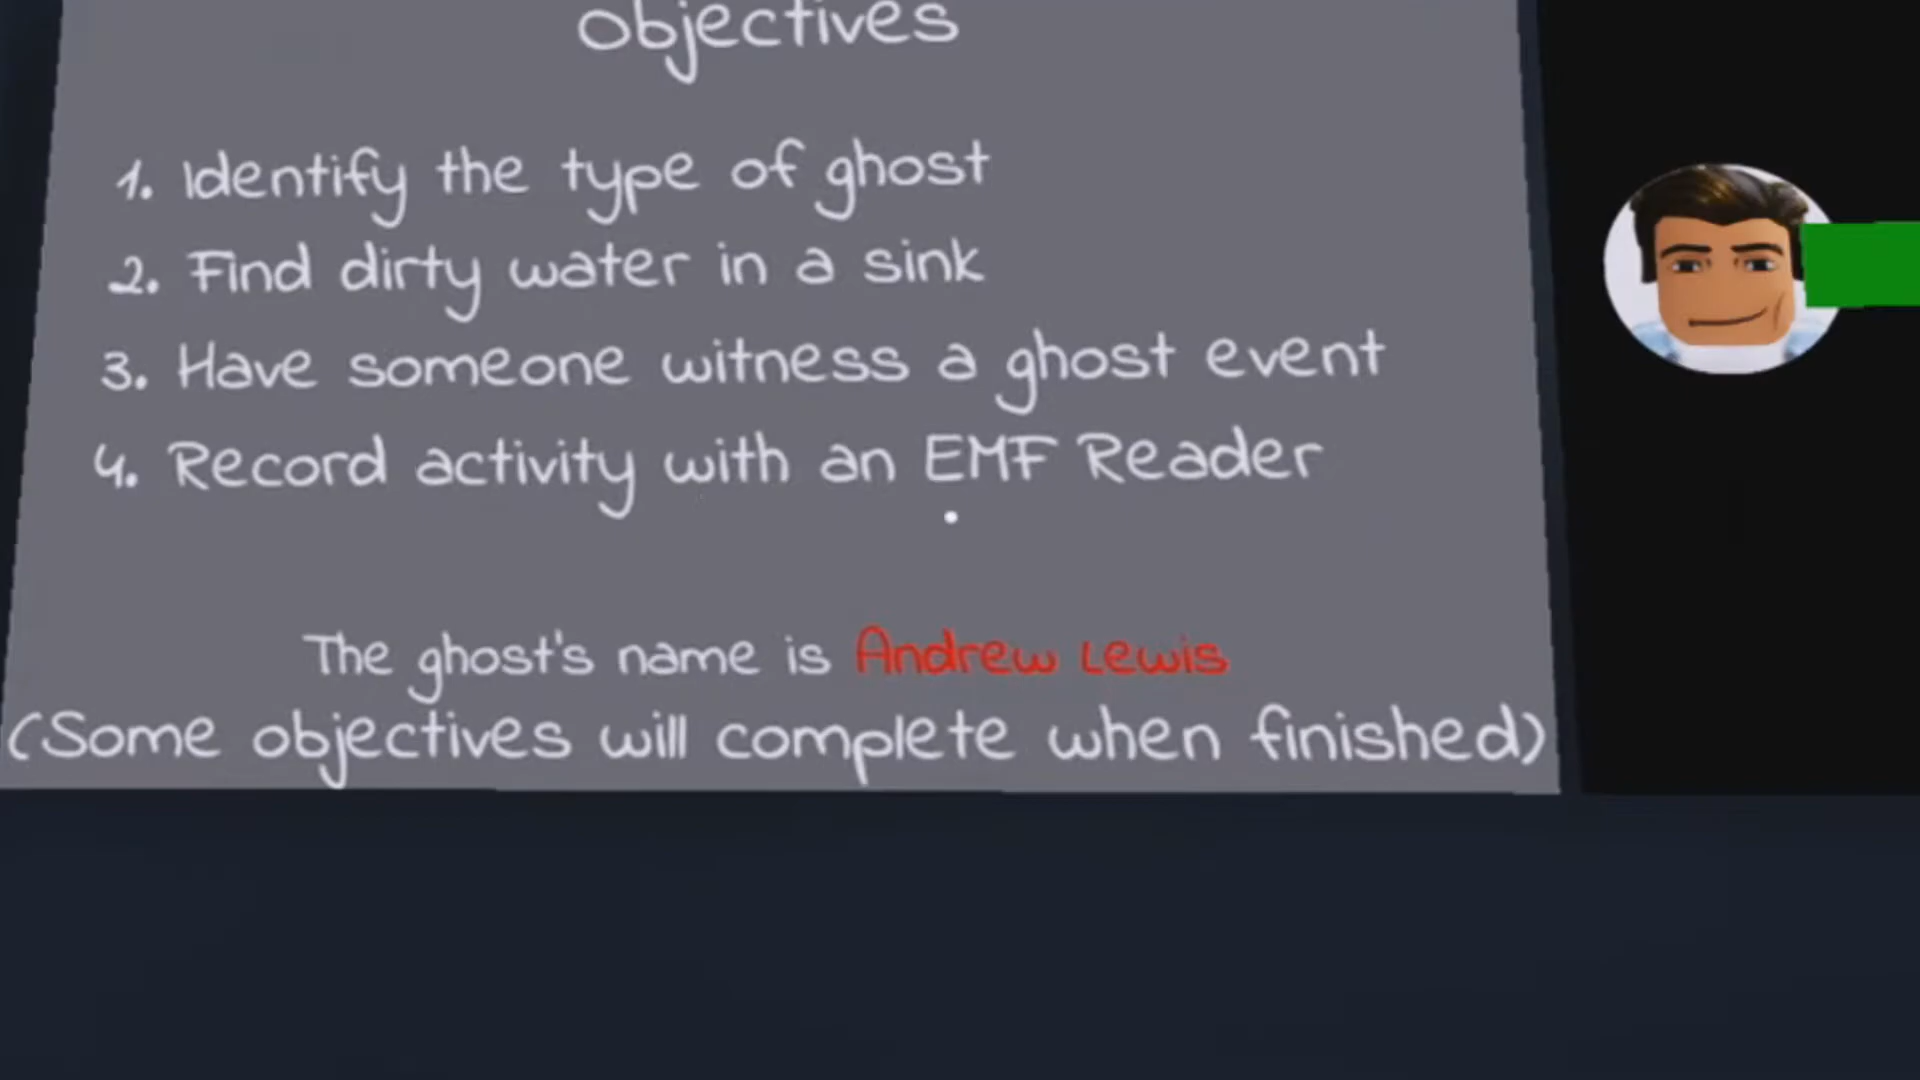 Objectives
1. Identify the type of ghost
2. Find dirty water in a sink
3. Have someone witness a ghost event
4. Record activity with an EMF Reader
The ghost's name is Andrew Lewis
(Some objectives will complete when finished)